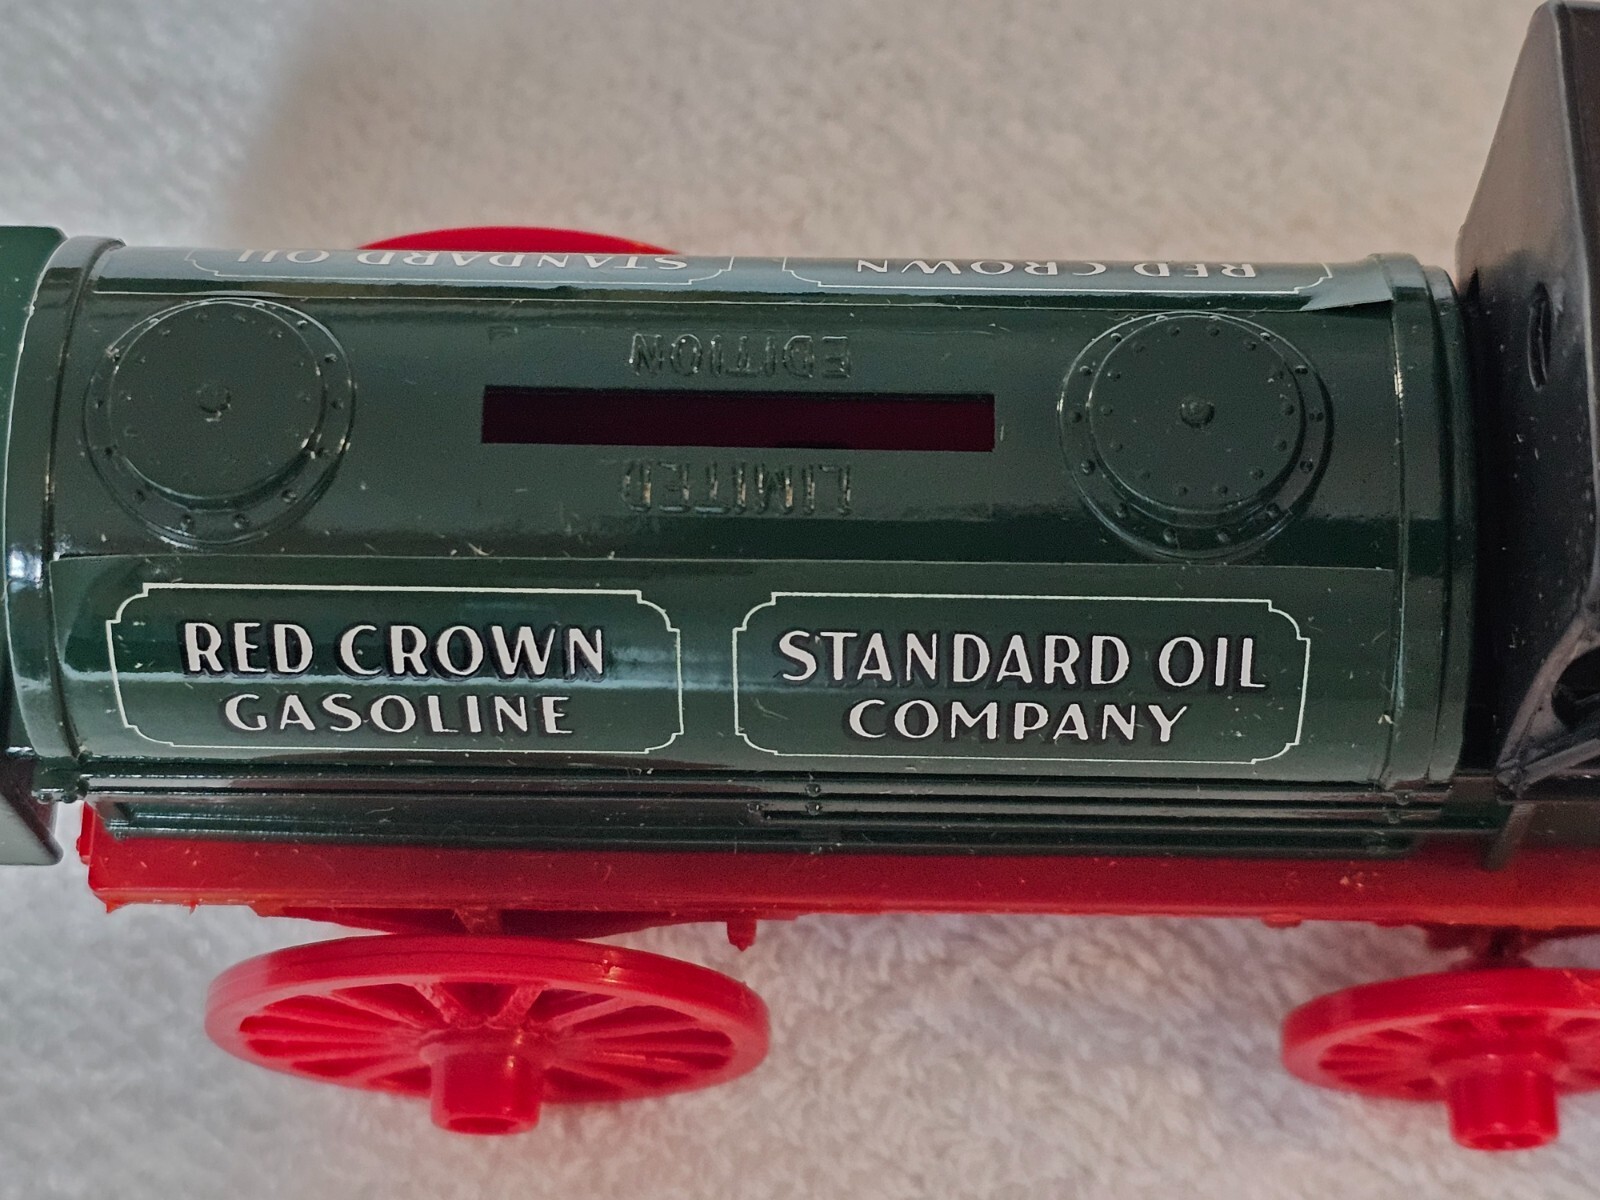 STANDARD OIL
RED CROWN
LIMITED
EDITION
RED CROWN
GASOLINE
STANDARD OIL
COMPANY